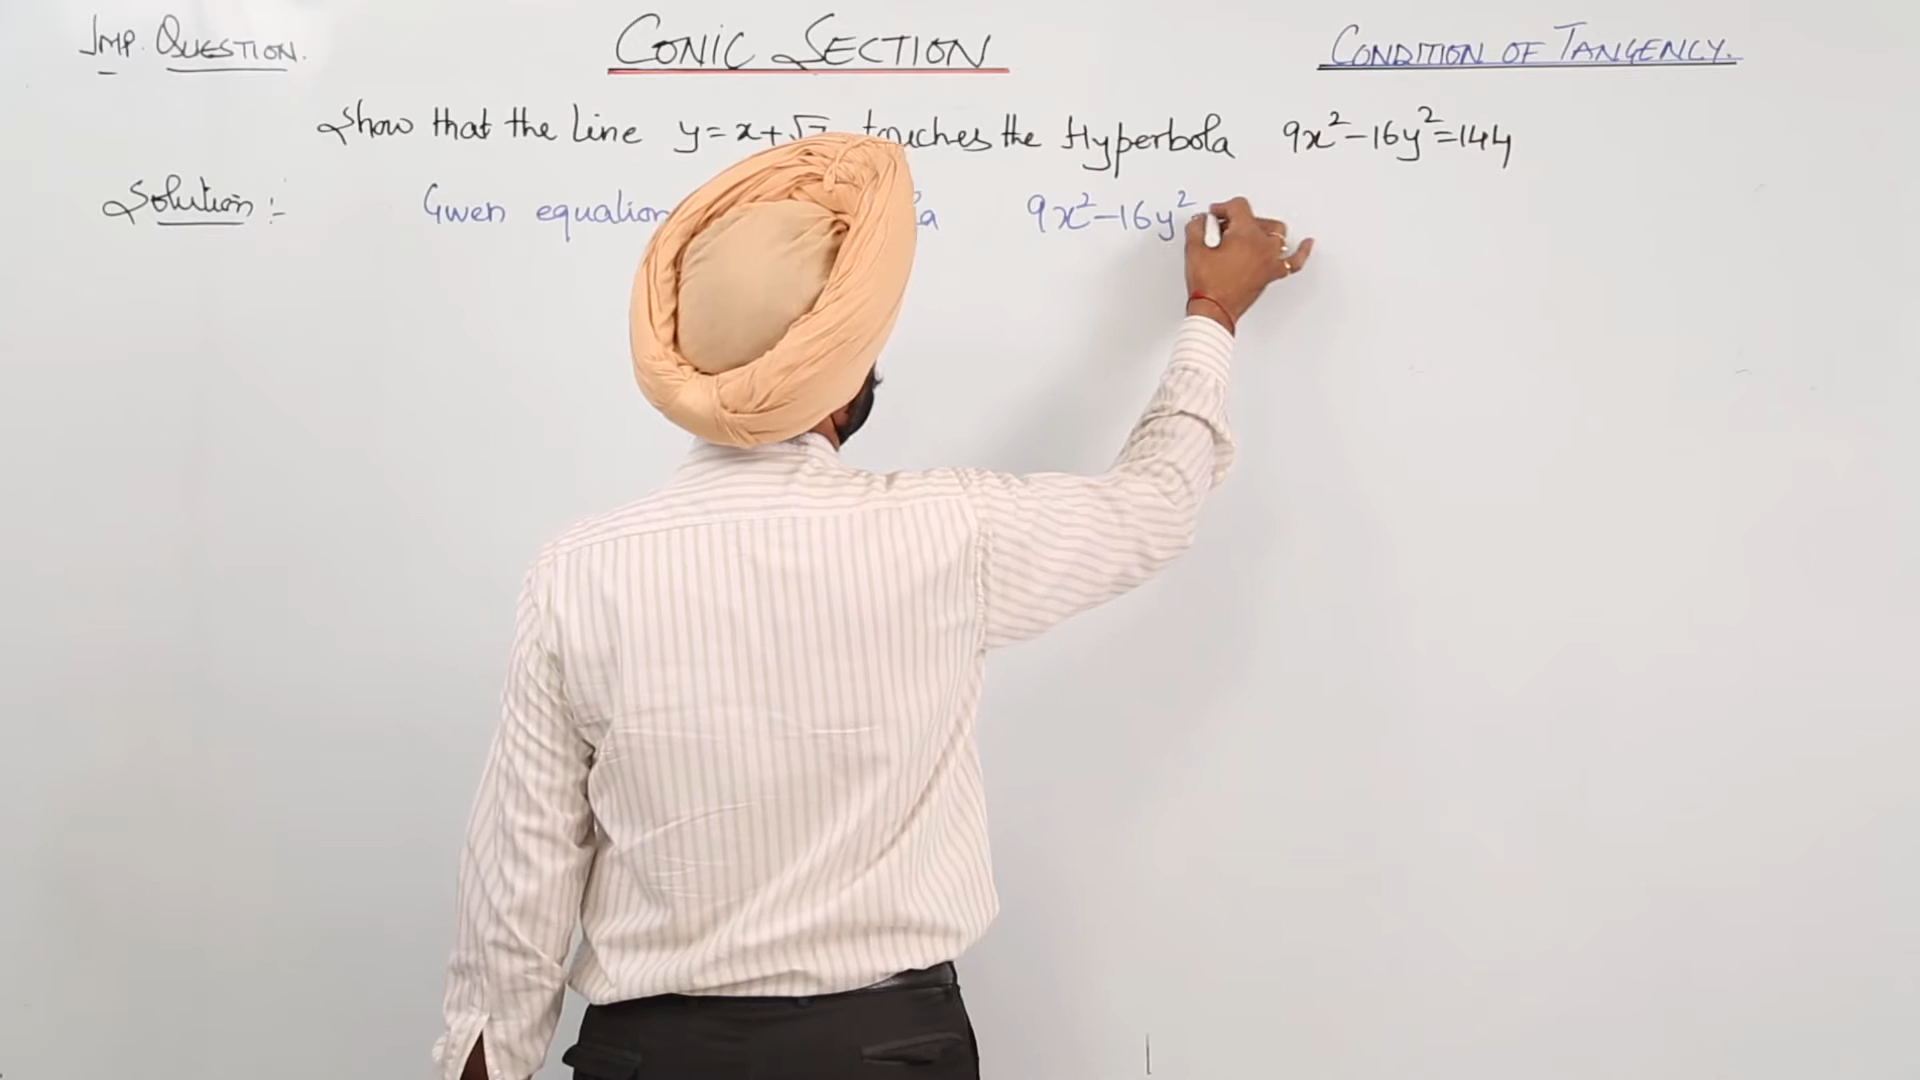 Imp. QUESTION.
CONIC SECTION
CONDITION OF TANGENCY.
Show that the Line y=x+√7 touches the Hyperbola 9x²-16y²=144
Solution:- Given equation 9x²-16y²